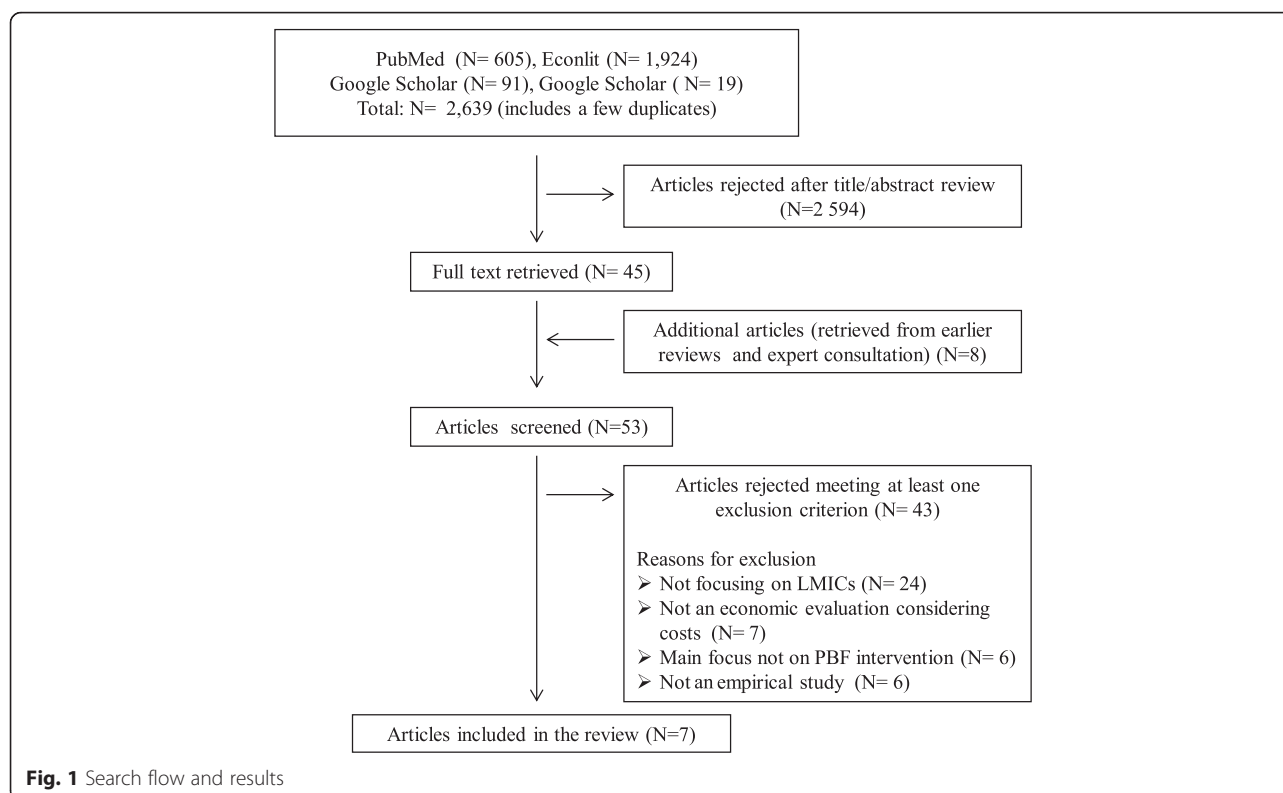 PubMed (N= 605), Econlit (N= 1,924)
Google Scholar (N= 91), Google Scholar ( N= 19)
Total: N= 2,639 (includes a few duplicates)
Articles rejected after title/abstract review
(N=2 594)
Full text retrieved (N= 45)
Additional articles (retrieved from earlier
reviews and expert consultation) (N=8)
Articles screened (N=53)
Articles rejected meeting at least one
exclusion criterion (N= 43)
Reasons for exclusion
➢ Not focusing on LMICs (N= 24)
➢ Not an economic evaluation considering
costs (N= 7)
➢ Main focus not on PBF intervention (N= 6)
➢ Not an empirical study (N= 6)
Articles included in the review (N=7)
Fig. 1 Search flow and results